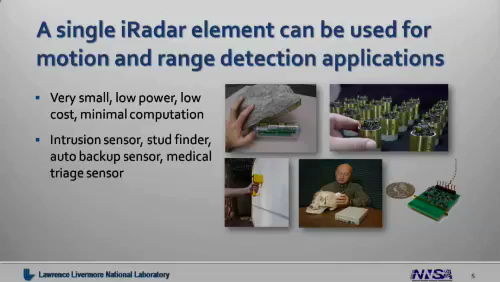 A single iRadar element can be used for
motion and range detection applications
Very small, low power, low
cost, minimal computation
Intrusion sensor, stud finder,
auto backup sensor, medical
triage sensor
Lawrence Livermore National Laboratory
NNSA
5